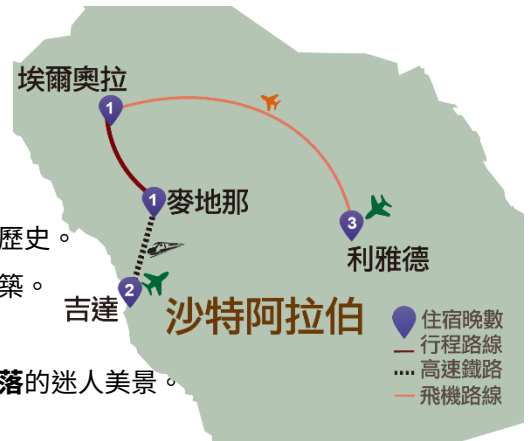 埃爾奧拉
1
1
麥地那
3
歷史。
利雅德
築。
2
吉達
沙特阿拉伯
住宿晚數
行程路線
高速鐵路
飛機路線
落的迷人美景。